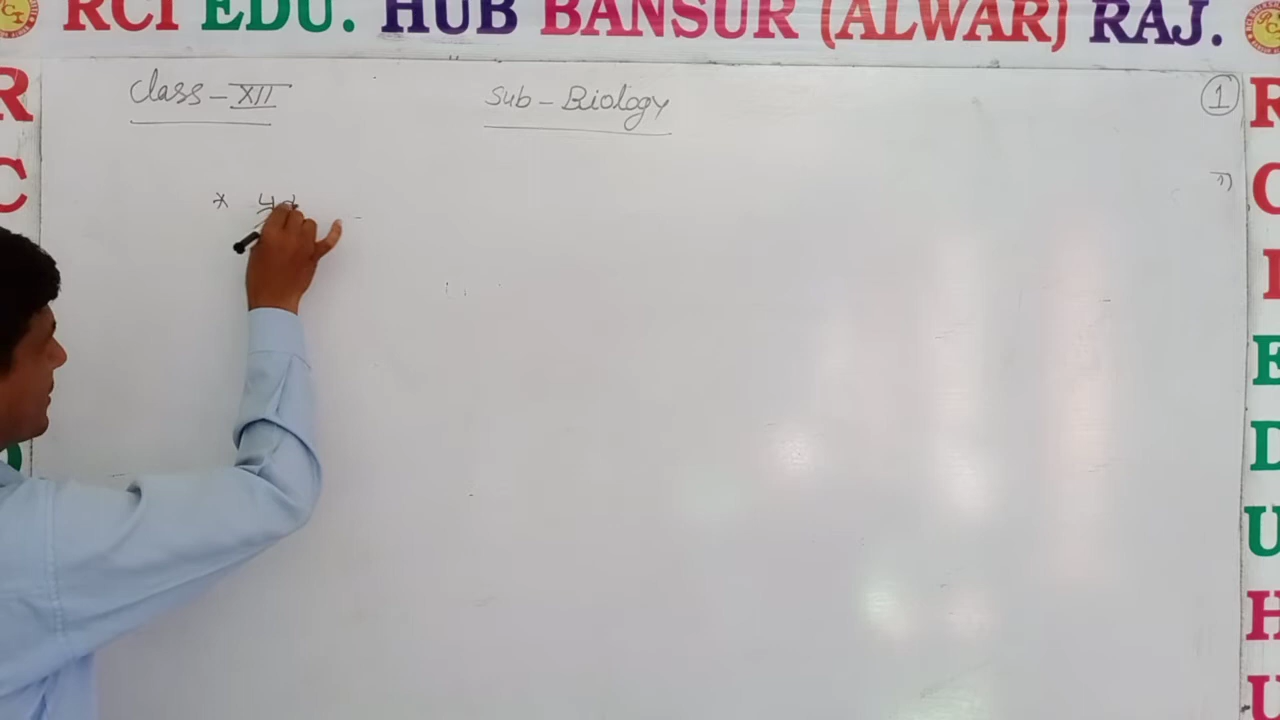 RCI EDU. HUB BANSUR (ALWAR) RAJ.
Class - XII Sub - Biology 1
R
C
R
C
I
E
D
U
H
U